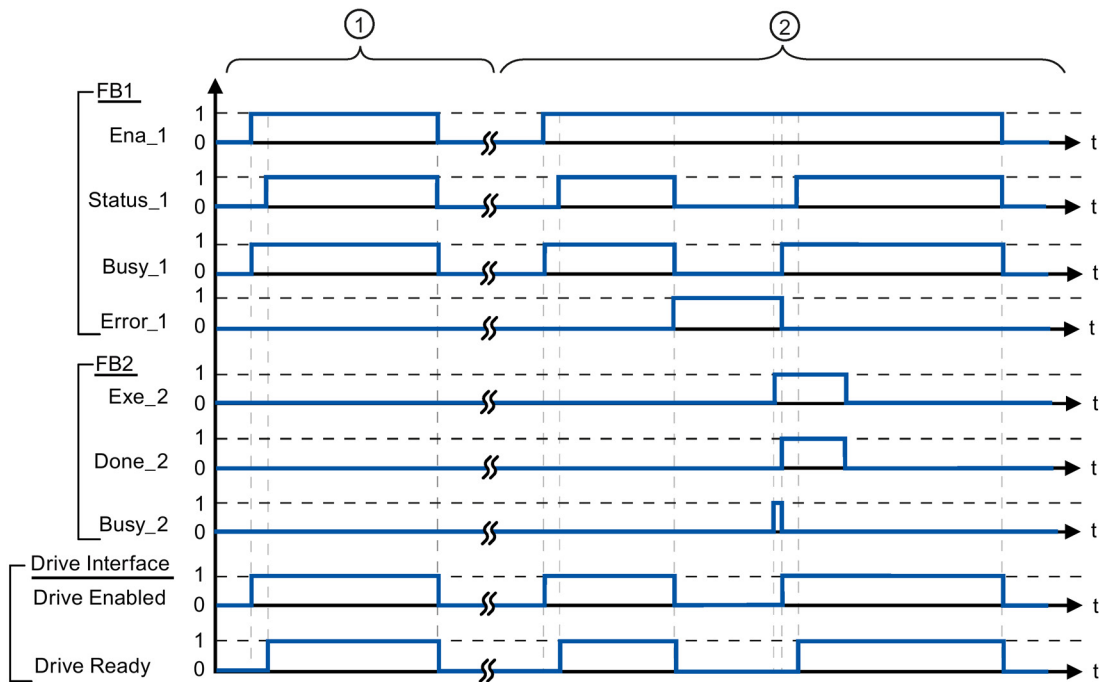 1 2
FB1
1
Ena_1 0 t
1
Status_1 0 t
1
Busy_1 0 t
1
Error_1 0 t
FB2
1
Exe_2 0 t
1
Done_2 0 t
1
Busy_2 0 t
Drive Interface
1
Drive Enabled 0 t
1
Drive Ready 0 t